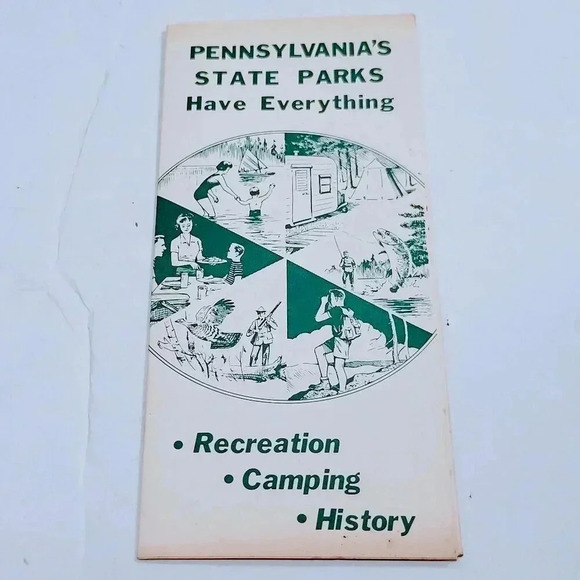 PENNSYLVANIA'S
STATE PARKS
Have Everything
• Recreation
• Camping
• History